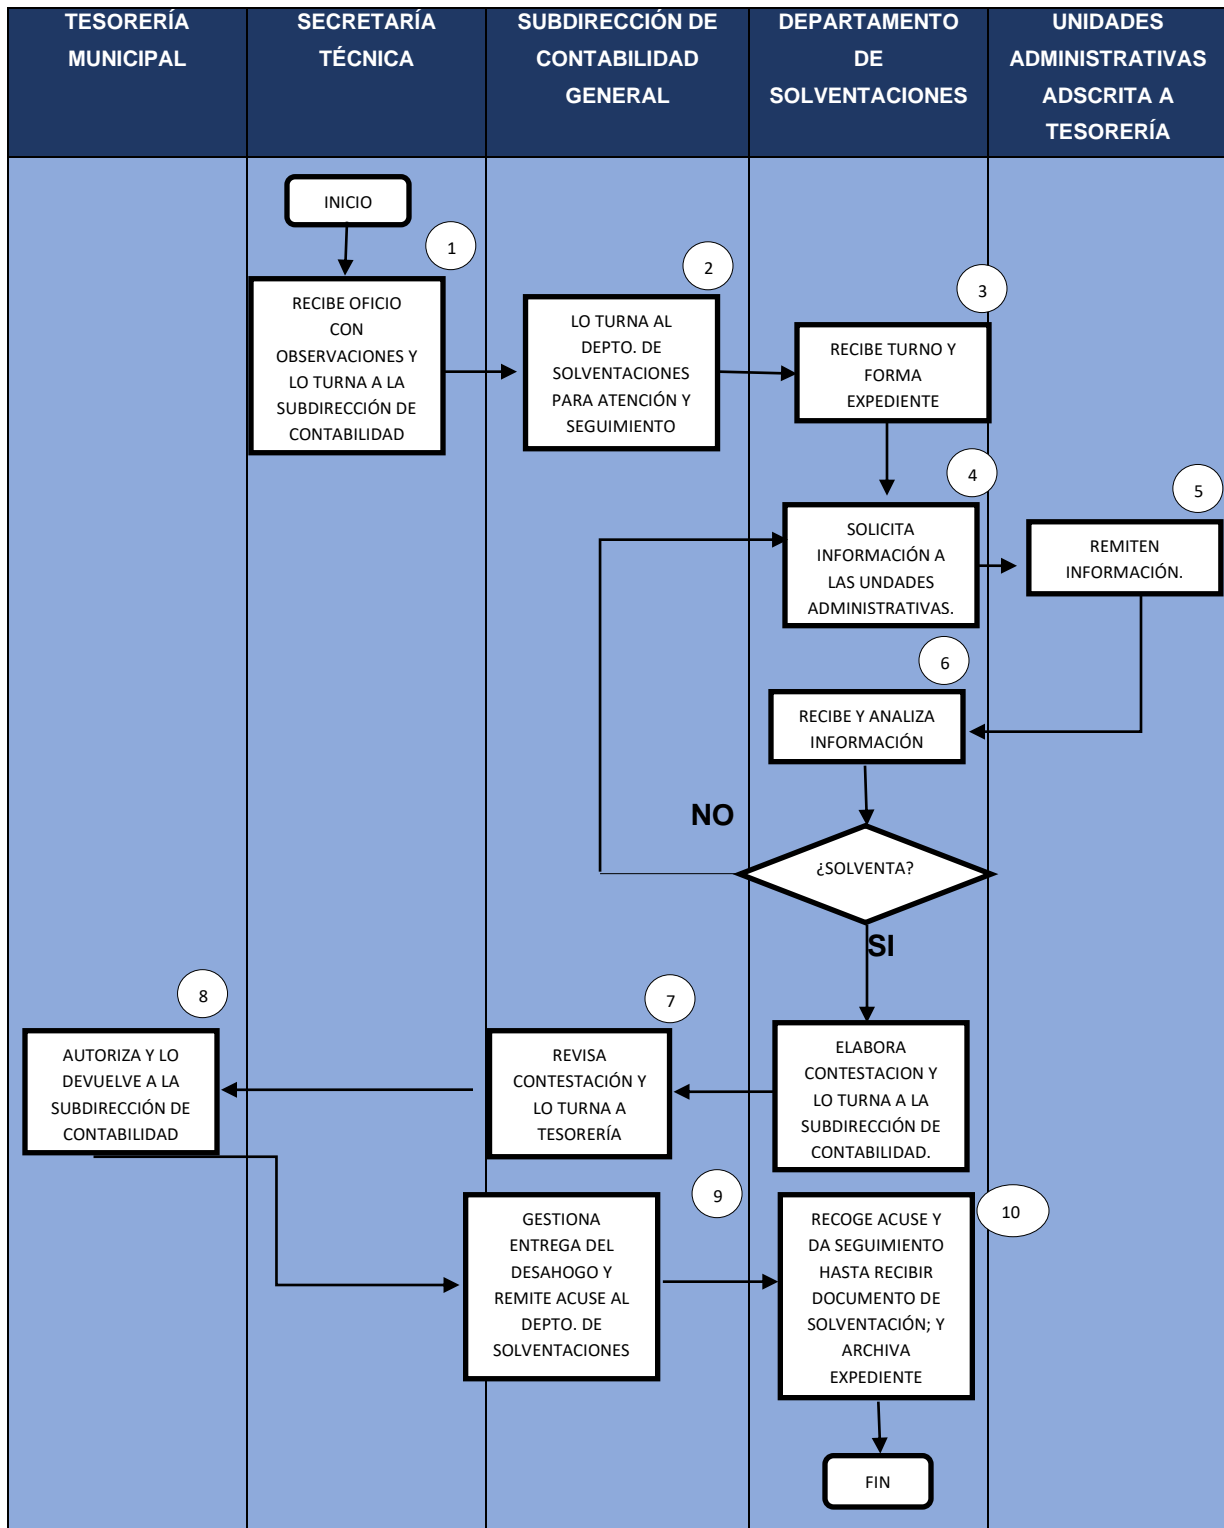 TESORERÍA
MUNICIPAL
SECRETARÍA
TÉCNICA
SUBDIRECCIÓN DE
CONTABILIDAD
GENERAL
DEPARTAMENTO
DE
SOLVENTACIONES
UNIDADES
ADMINISTRATIVAS
ADSCRITA A
TESORERÍA
INICIO
1
RECIBE OFICIO
CON
OBSERVACIONES Y
LO TURNA A LA
SUBDIRECCIÓN DE
CONTABILIDAD
2
LO TURNA AL
DEPTO. DE
SOLVENTACIONES
PARA ATENCIÓN Y
SEGUIMIENTO
3
RECIBE TURNO Y
FORMA
EXPEDIENTE
4
SOLICITA
INFORMACIÓN A
LAS UNDADES
ADMINISTRATIVAS.
5
REMITEN
INFORMACIÓN.
6
RECIBE Y ANALIZA
INFORMACIÓN
NO
¿SOLVENTA?
SI
ELABORA
CONTESTACION Y
LO TURNA A LA
SUBDIRECCIÓN DE
CONTABILIDAD.
7
REVISA
CONTESTACIÓN Y
LO TURNA A
TESORERÍA
8
AUTORIZA Y LO
DEVUELVE A LA
SUBDIRECCIÓN DE
CONTABILIDAD
9
GESTIONA
ENTREGA DEL
DESAHOGO Y
REMITE ACUSE AL
DEPTO. DE
SOLVENTACIONES
10
RECOGE ACUSE Y
DA SEGUIMIENTO
HASTA RECIBIR
DOCUMENTO DE
SOLVENTACIÓN; Y
ARCHIVA
EXPEDIENTE
FIN